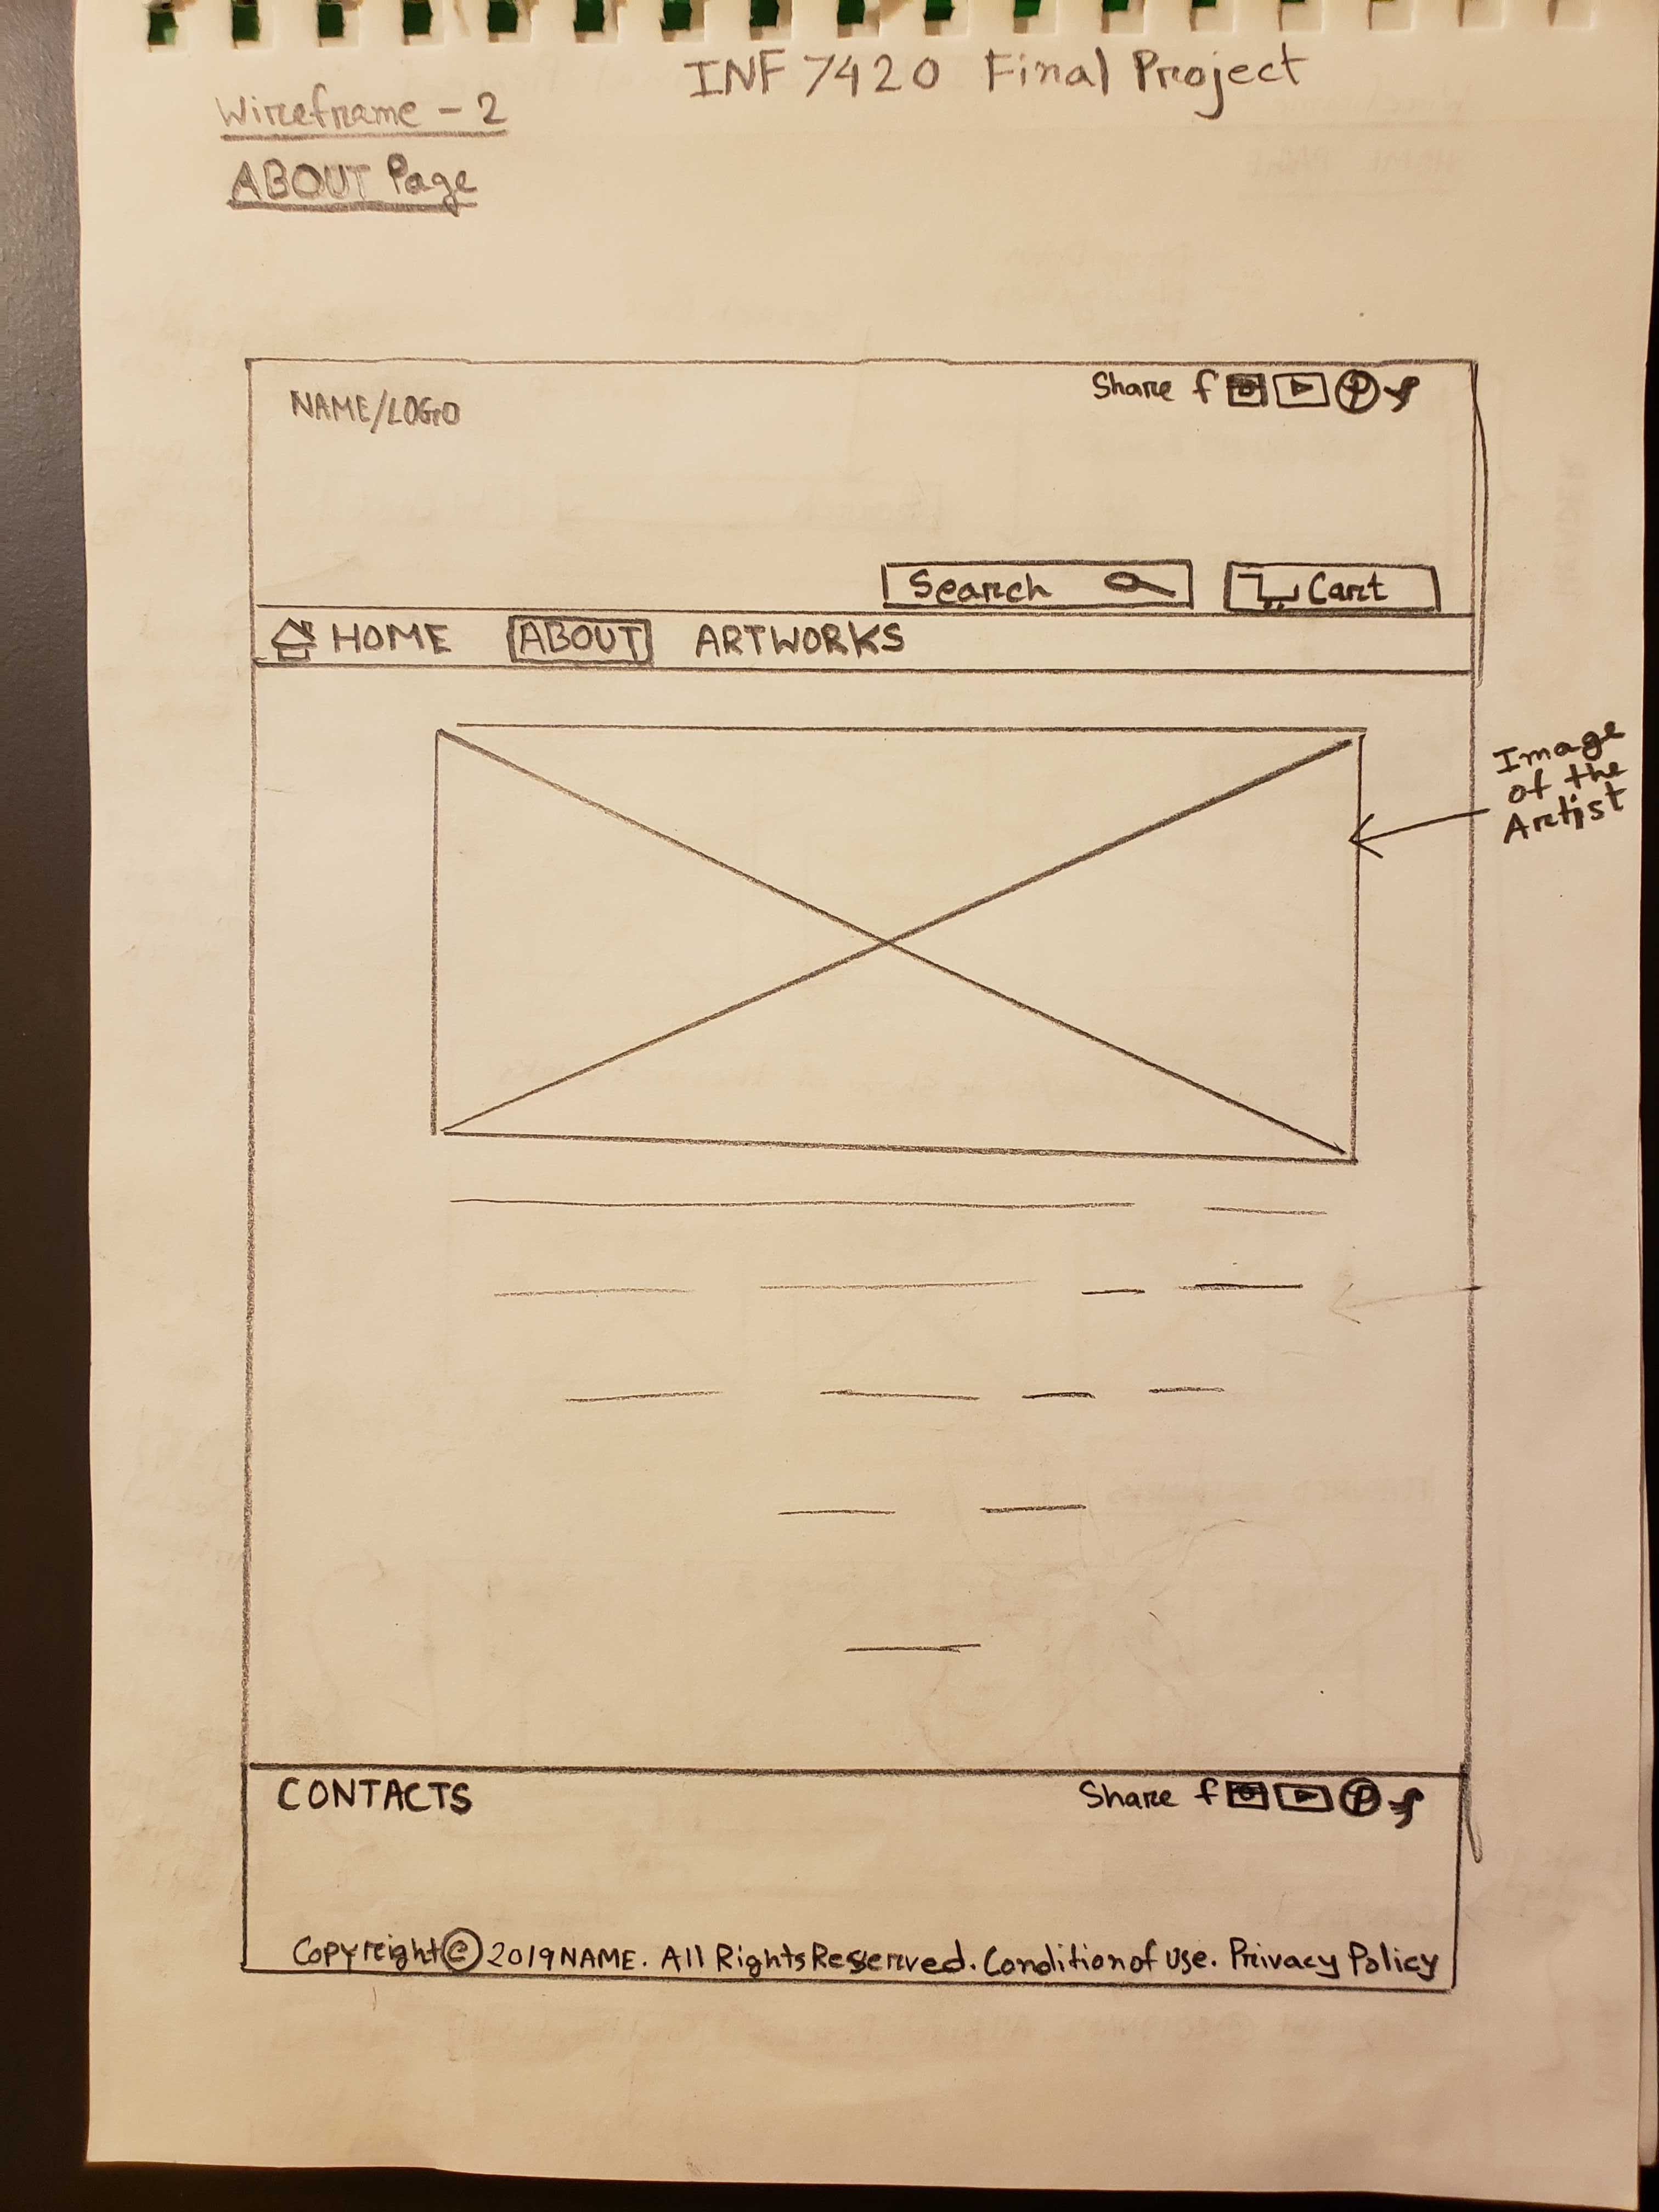 INF 7420 Final Project
Wireframe - 2
ABOUT Page
NAME/LOGO
Share f
Search
Cart
HOME ABOUT ARTWORKS
Image
of the
Artist
CONTACTS
Share f
Copyright © 2019 NAME. All Rights Reserved. Condition of Use. Privacy Policy